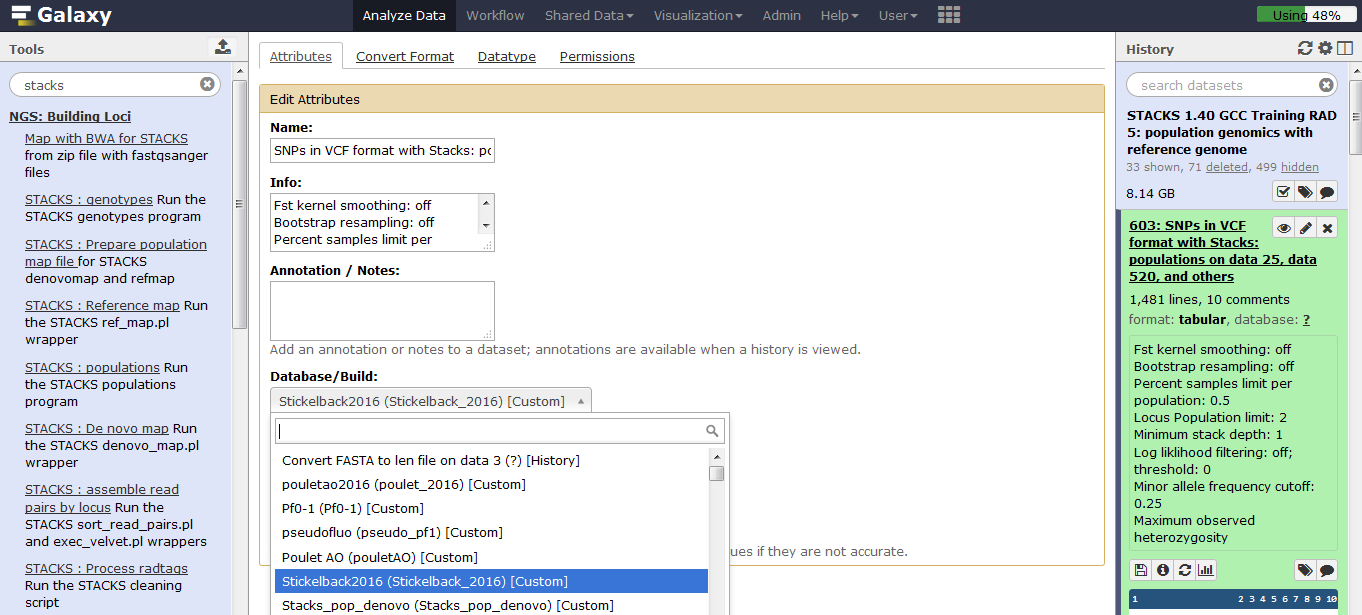 Galaxy
Analyze Data
Workflow
Shared Data
Visualization
Admin
Help
User
Using 48%
Tools
stacks
NGS: Building Loci
Map with BWA for STACKS
from zip file with fastqsanger
files
STACKS : genotypes Run the
STACKS genotypes program
STACKS : Prepare population
map file for STACKS
denovomap and refmap
STACKS : Reference map Run
the STACKS ref_map.pl
wrapper
STACKS : populations Run
the STACKS populations
program
STACKS : De novo map Run
the STACKS denovo_map.pl
wrapper
STACKS : assemble read
pairs by locus Run the
STACKS sort_read_pairs.pl
and exec_velvet.pl wrappers
STACKS : Process radtags
Run the STACKS cleaning
script
Attributes
Convert Format
Datatype
Permissions
Edit Attributes
Name:
SNPs in VCF format with Stacks: po
Info:
Fst kernel smoothing: off
Bootstrap resampling: off
Percent samples limit per
Annotation / Notes:
Add an annotation or notes to a dataset; annotations are available when a history is viewed.
Database/Build:
Stickelback2016 (Stickelback_2016) [Custom]
Convert FASTA to len file on data 3 (?) [History]
pouletao2016 (poulet_2016) [Custom]
Pf0-1 (Pf0-1) [Custom]
pseudofluo (pseudo_pf1) [Custom]
Poulet AO (pouletAO) [Custom]
Stickelback2016 (Stickelback_2016) [Custom]
Stacks_pop_denovo (Stacks_pop_denovo) [Custom]
ues if they are not accurate.
History
search datasets
STACKS 1.40 GCC Training RAD
5: population genomics with
reference genome
33 shown, 71 deleted, 499 hidden
8.14 GB
603: SNPs in VCF
format with Stacks:
populations on data 25, data
520, and others
1,481 lines, 10 comments
format: tabular, database: ?
Fst kernel smoothing: off
Bootstrap resampling: off
Percent samples limit per
population: 0.5
Locus Population limit: 2
Minimum stack depth: 1
Log liklihood filtering: off;
threshold: 0
Minor allele frequency cutoff:
0.25
Maximum observed
heterozygosity
1 2 3 4 5 6 7 8 9 10